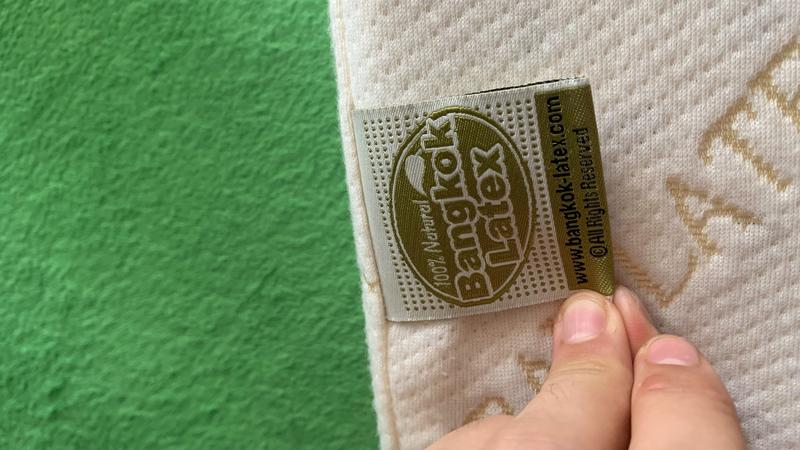 100% Natural
Bangkok
Latex
www.bangkok-latex.com
©All Rights Reserved